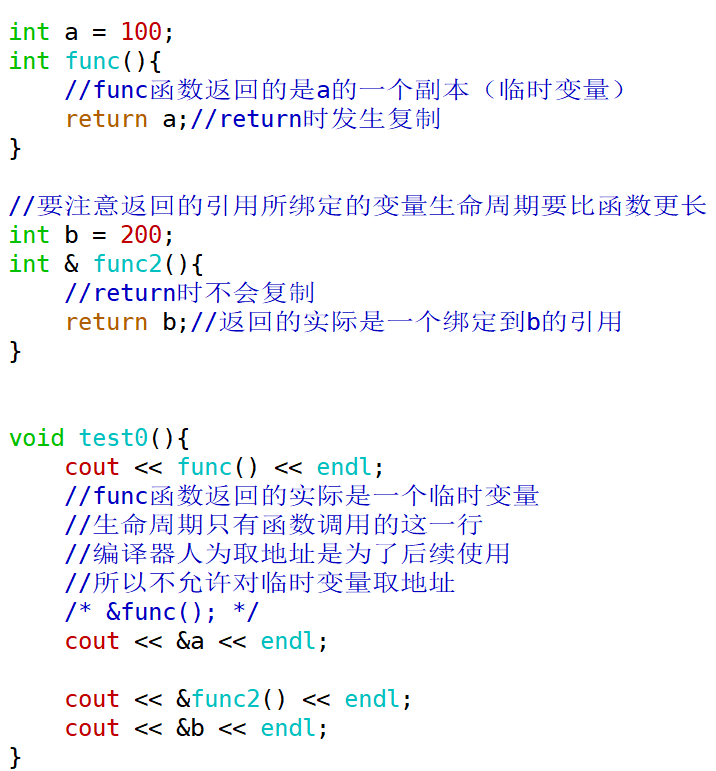 int a = 100;
int func(){
    //func函数返回的是a的一个副本（临时变量）
    return a;//return时发生复制
}

//要注意返回的引用所绑定的变量生命周期要比函数更长
int b = 200;
int & func2(){
    //return时不会复制
    return b;//返回的实际是一个绑定到b的引用
}


void test0(){
    cout << func() << endl;
    //func函数返回的实际是一个临时变量
    //生命周期只有函数调用的这一行
    //编译器人为取地址是为了后续使用
    //所以不允许对临时变量取地址
    /* &func(); */
    cout << &a << endl;

    cout << &func2() << endl;
    cout << &b << endl;
}